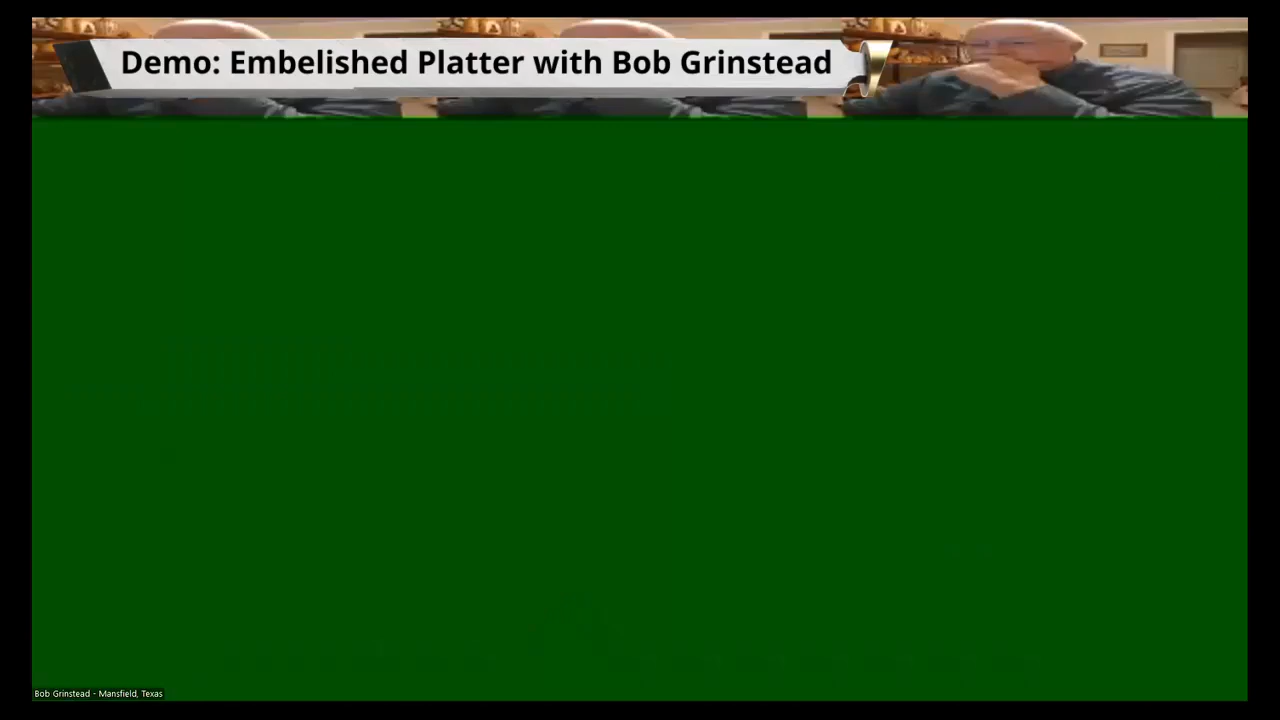 Demo: Embelished Platter with Bob Grinstead
Bob Grinstead - Mansfield, Texas